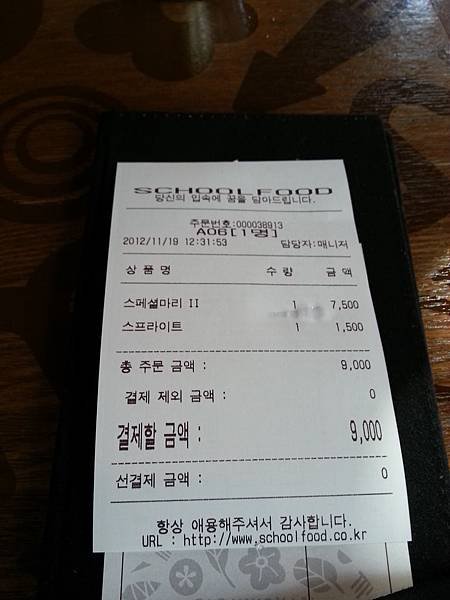 SCHOOLFOOD
당신의 입속에 꿈을 담아드립니다.
주문번호:000038913
A06[1명]
2012/11/19 12:31:53 담당자:매니저
상 품 명 수 량 금 액
스페셜마리 II 1 7,500
스프라이트 1 1,500
총 주문 금액 : 9,000
결제 제외 금액 : 0
결제할 금액 : 9,000
선결제 금액 : 0
항상 애용해주셔서 감사합니다.
URL : http://www.schoolfood.co.kr